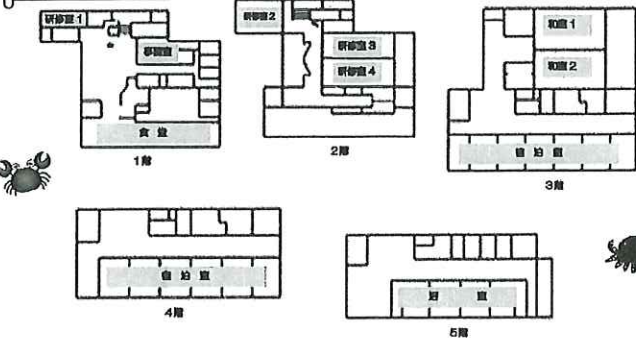 研修室1
事務室
食堂
1階
研修室2
研修室3
研修室4
2階
和室1
和室2
宿泊室
3階
宿泊室
4階
泊室
5階